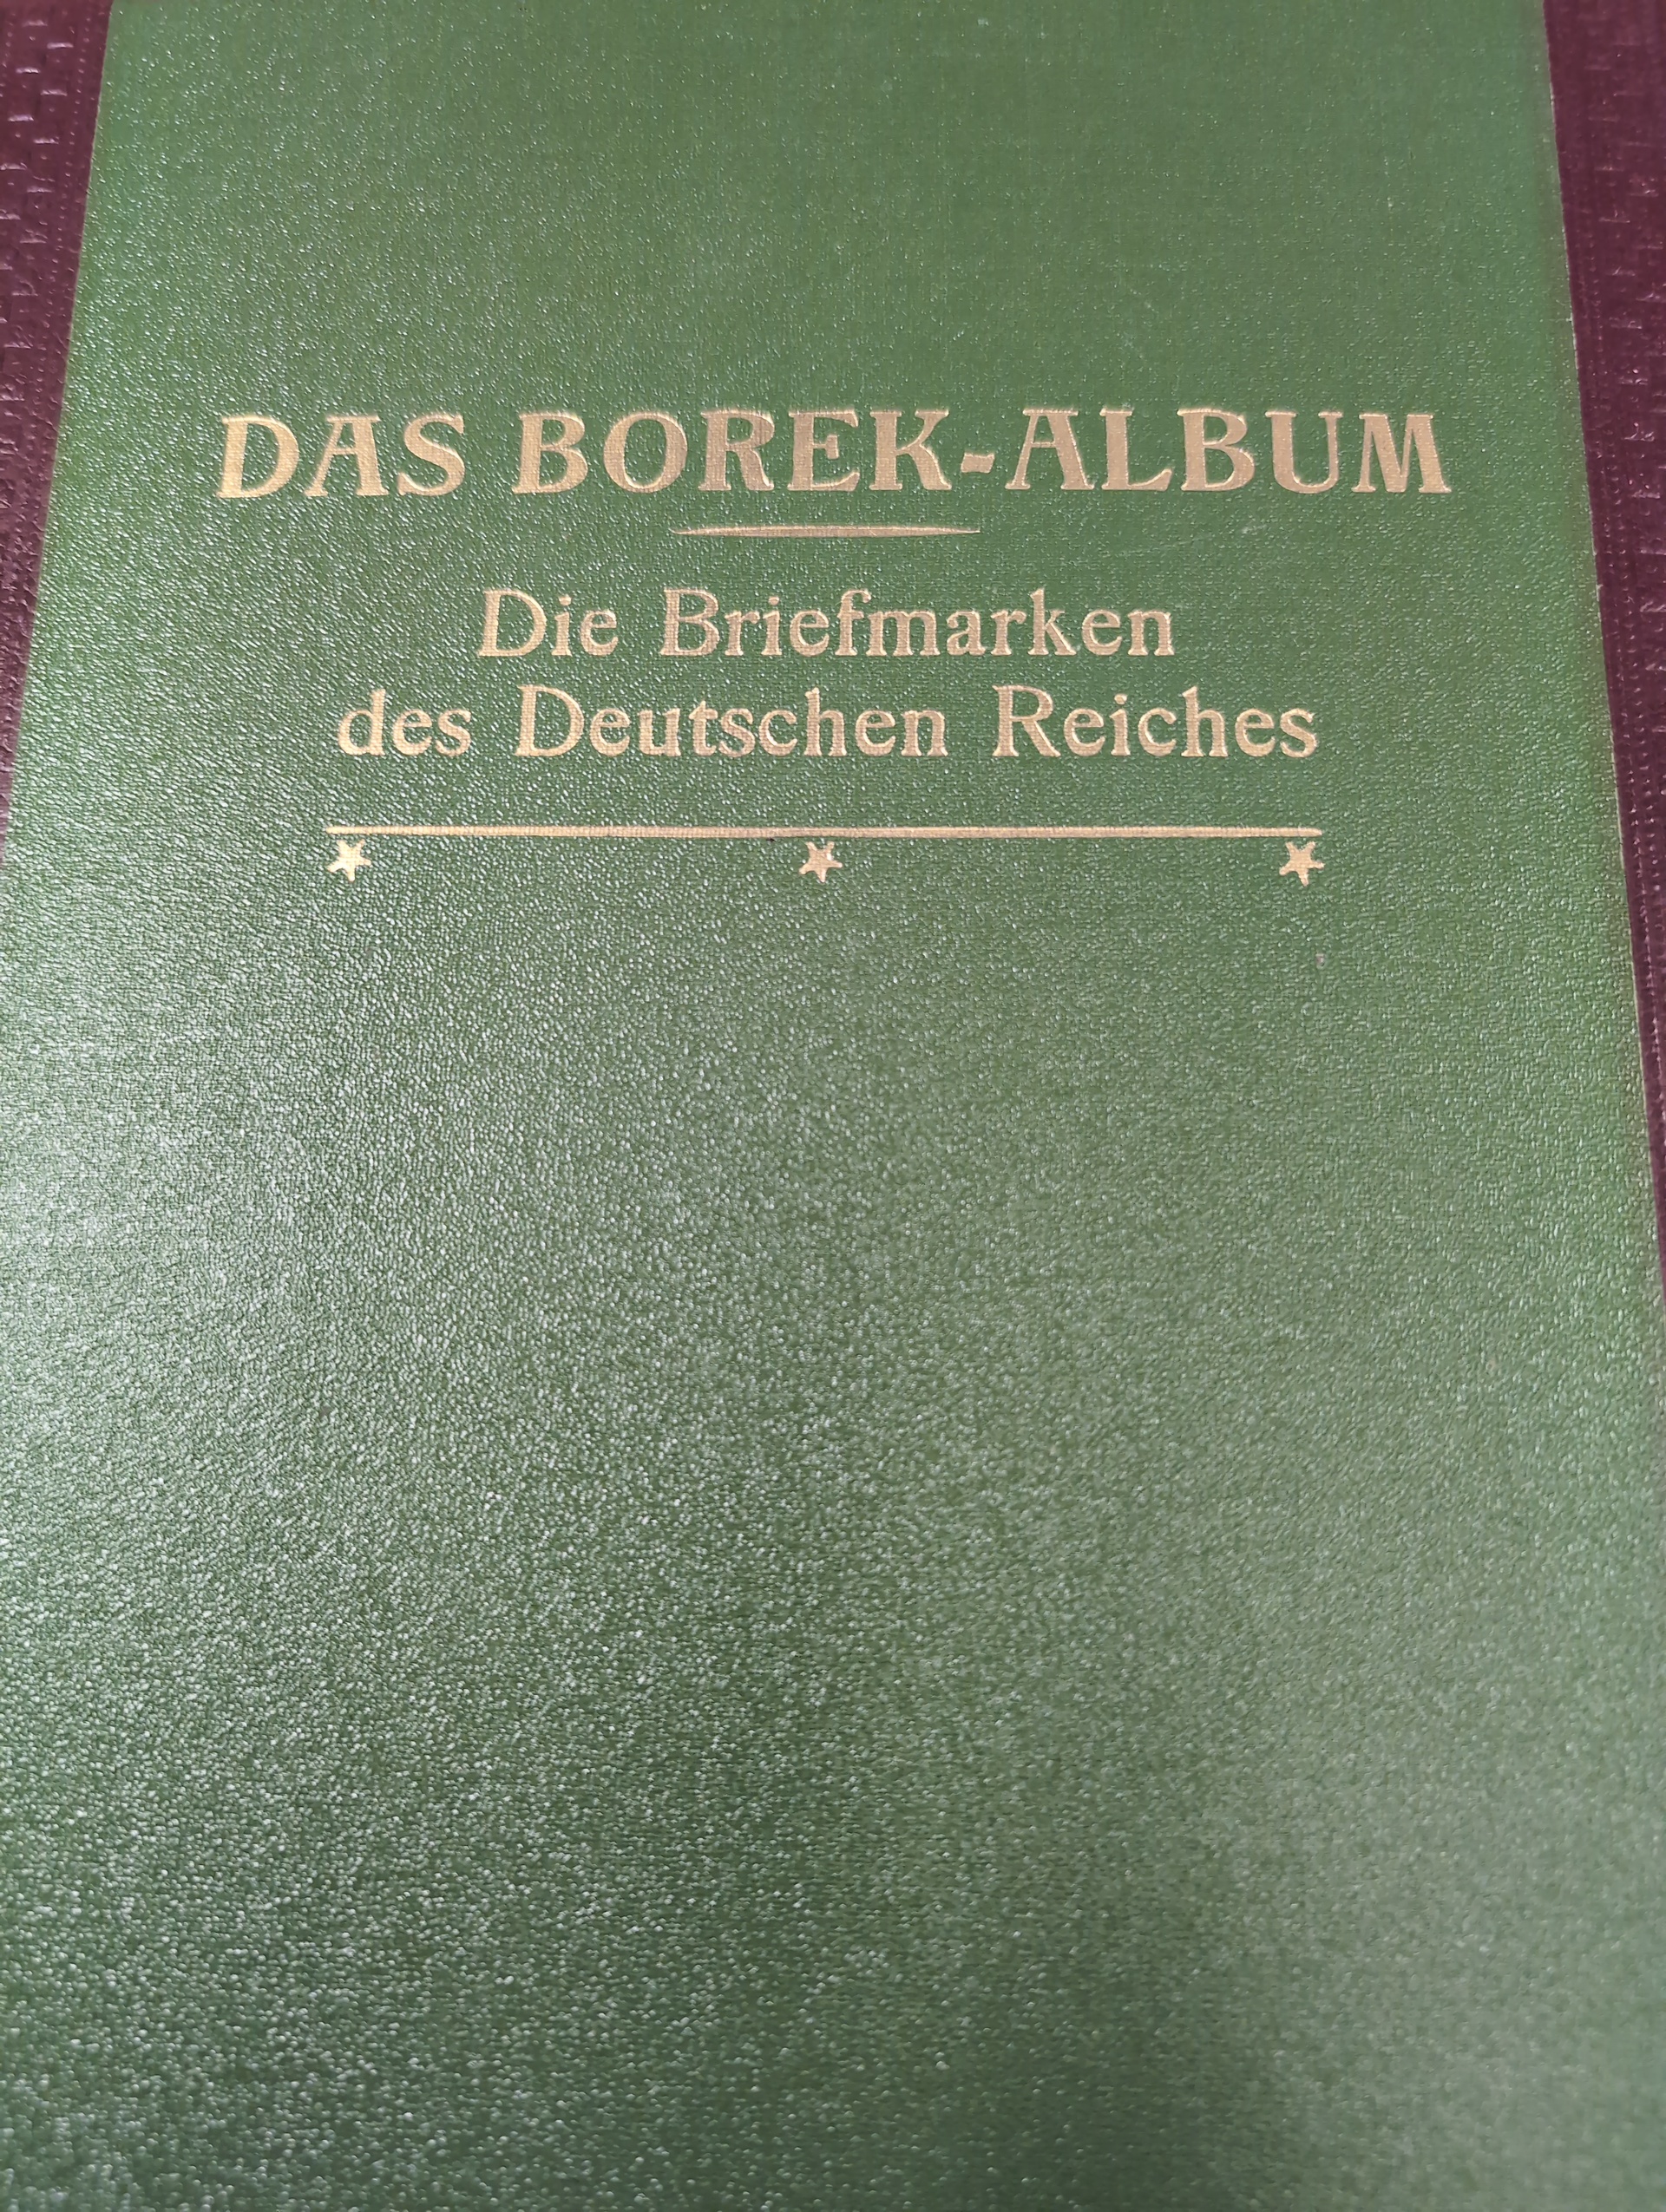 DAS BOREK-ALBUM
Die Briefmarken
des Deutschen Reiches